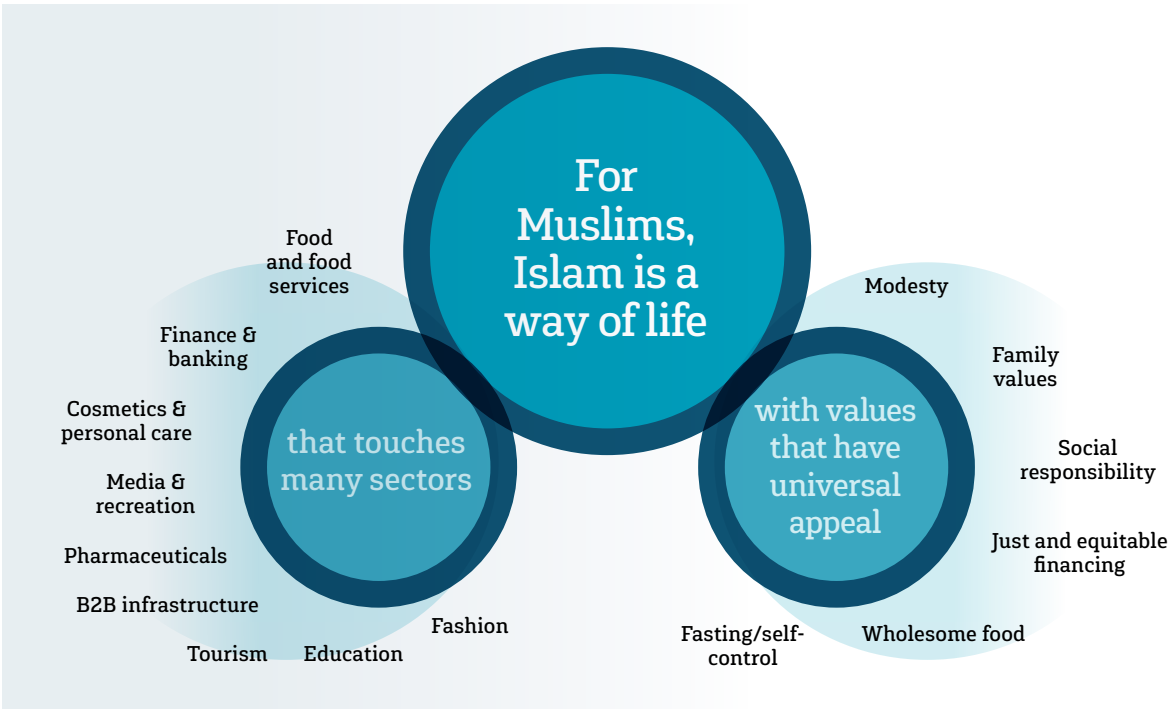 For
Muslims,
Islam is a
way of life
that touches
many sectors
Food
and food
services
Finance &
banking
Cosmetics &
personal care
Media &
recreation
Pharmaceuticals
B2B infrastructure
Tourism
Education
Fashion
with values
that have
universal
appeal
Modesty
Family
values
Social
responsibility
Just and equitable
financing
Wholesome food
Fasting/self-
control